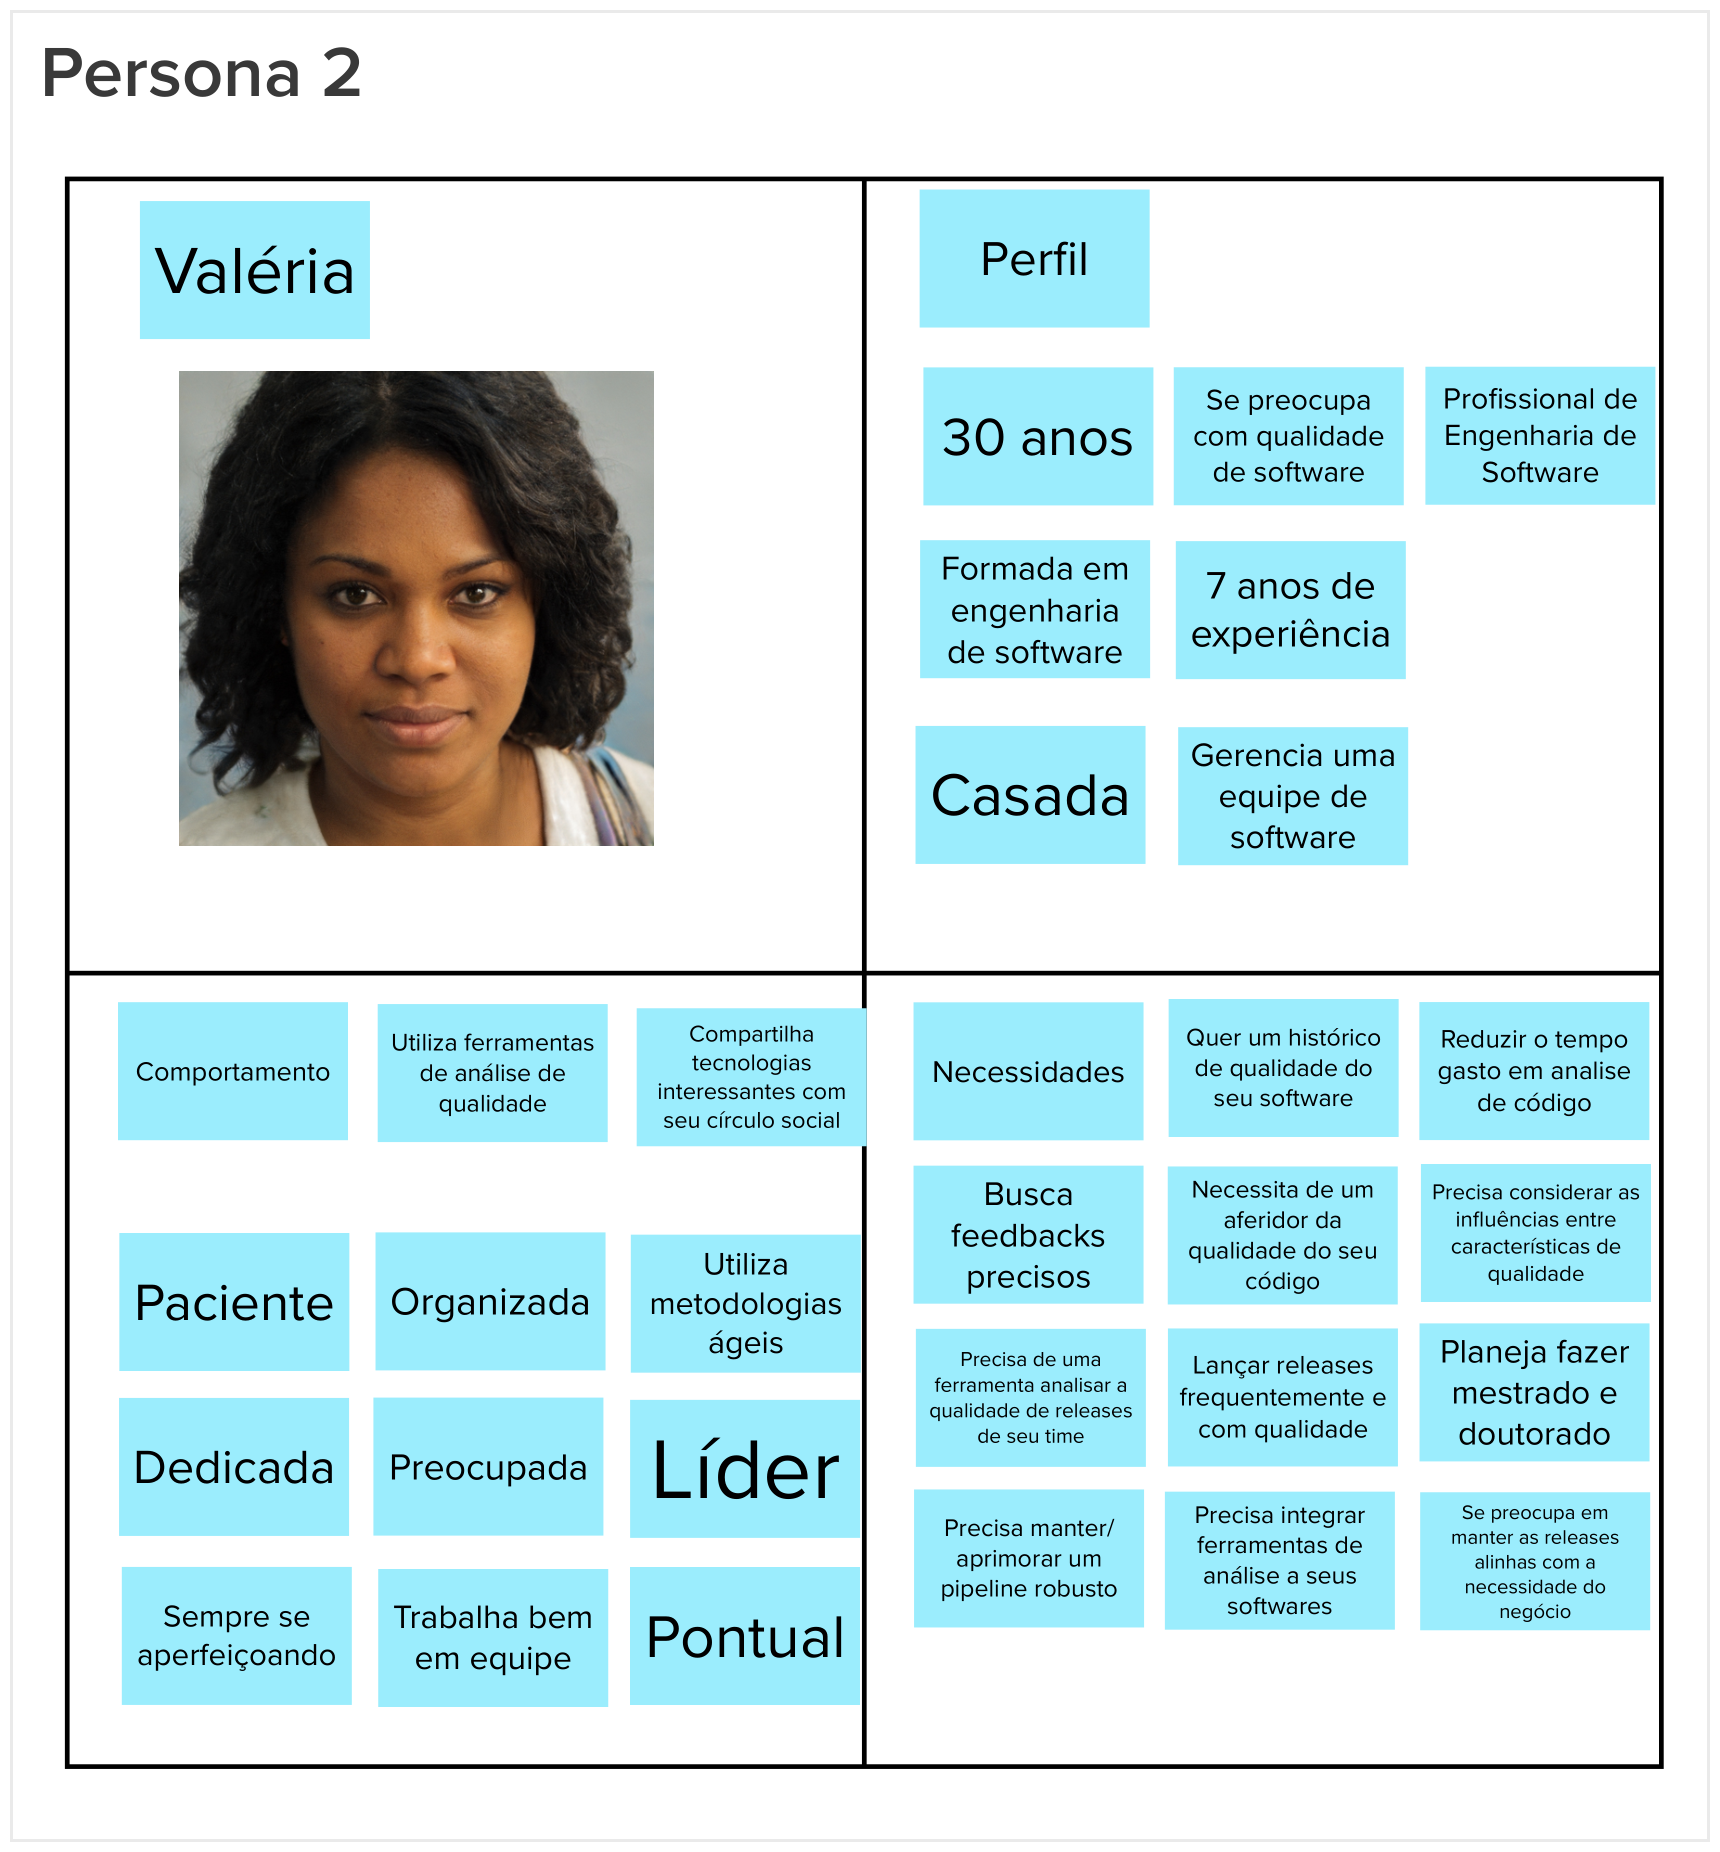 Persona 2
Valéria
Perfil
30 anos
Se preocupa
com qualidade
de software
Profissional de
Engenharia de
Software
Formada em
engenharia
de software
7 anos de
experiência
Casada
Gerencia uma
equipe de
software
Comportamento
Utiliza ferramentas
de análise de
qualidade
Compartilha
tecnologias
interessantes com
seu círculo social
Paciente
Organizada
Utiliza
metodologias
ágeis
Dedicada
Preocupada
Líder
Sempre se
aperfeiçoando
Trabalha bem
em equipe
Pontual
Necessidades
Quer um histórico
de qualidade do
seu software
Reduzir o tempo
gasto em analise
de código
Busca
feedbacks
precisos
Necessita de um
aferidor da
qualidade do seu
código
Precisa considerar as
influências entre
características de
qualidade
Precisa de uma
ferramenta analisar a
qualidade de releases
de seu time
Lançar releases
frequentemente e
com qualidade
Planeja fazer
mestrado e
doutorado
Precisa manter/
aprimorar um
pipeline robusto
Precisa integrar
ferramentas de
análise a seus
softwares
Se preocupa em
manter as releases
alinhas com a
necessidade do
negócio